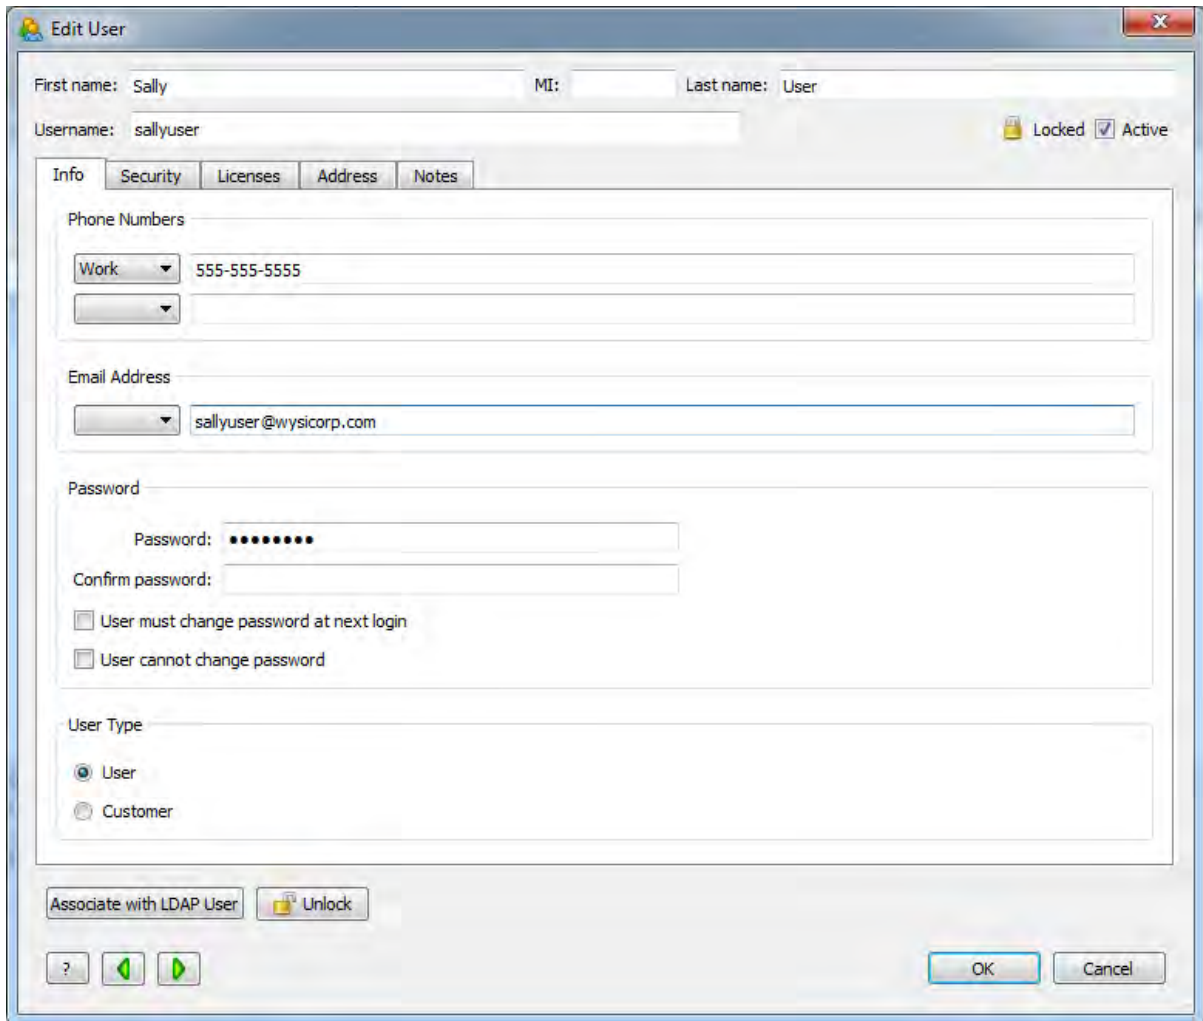 Edit User
First name: Sally MI: Last name: User
Username: sallyuser Locked Active
Info Security Licenses Address Notes
Phone Numbers
Work 555-555-5555
Email Address
sallyuser@wysicorp.com
Password
Password: ●●●●●●●●
Confirm password:
User must change password at next login
User cannot change password
User Type
User
Customer
Associate with LDAP User Unlock
? OK Cancel